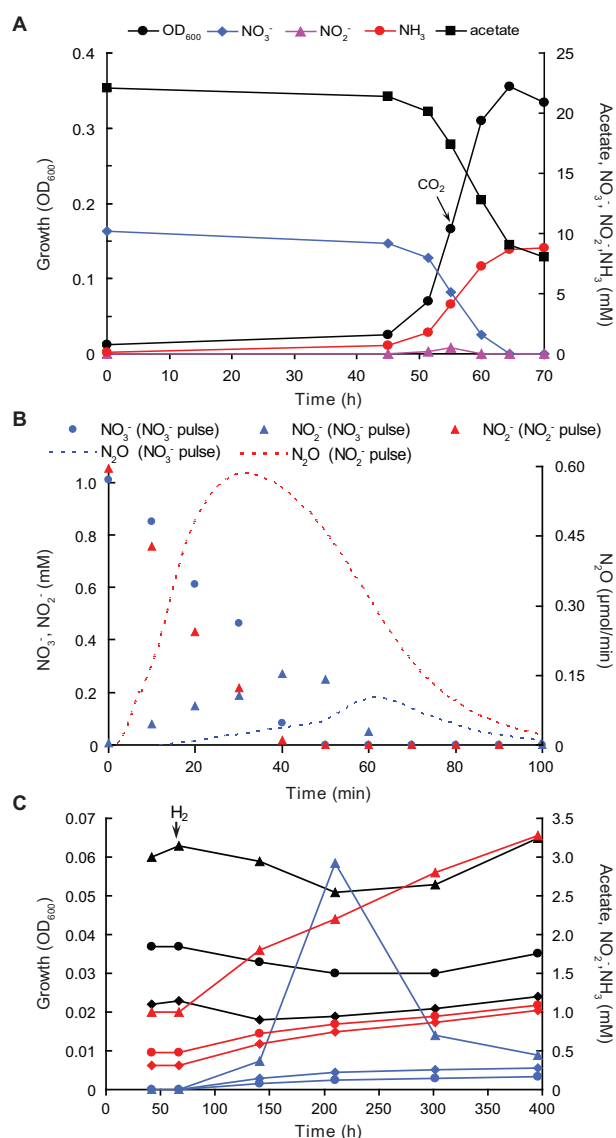 A
OD600 NO3- NO2- NH3 acetate
0.4
0.3
0.2
0.1
0
25
20
15
10
5
0
Growth (OD600)
Acetate, NO3-, NO2-, NH3 (mM)
CO2
0 10 20 30 40 50 60 70
Time (h)
B
NO3- (NO3- pulse) NO2- (NO3- pulse) NO2- (NO2- pulse)
N2O (NO3- pulse) N2O (NO2- pulse)
1.0
0.8
0.6
0.4
0.2
0
0.60
0.45
0.30
0.15
0
NO3-, NO2- (mM)
N2O (µmol/min)
0 20 40 60 80 100
Time (min)
C
H2
0.07
0.06
0.05
0.04
0.03
0.02
0.01
0
3.5
3.0
2.5
2.0
1.5
1.0
0.5
0
Growth (OD600)
Acetate, NO2-, NH3 (mM)
0 50 100 150 200 250 300 350 400
Time (h)